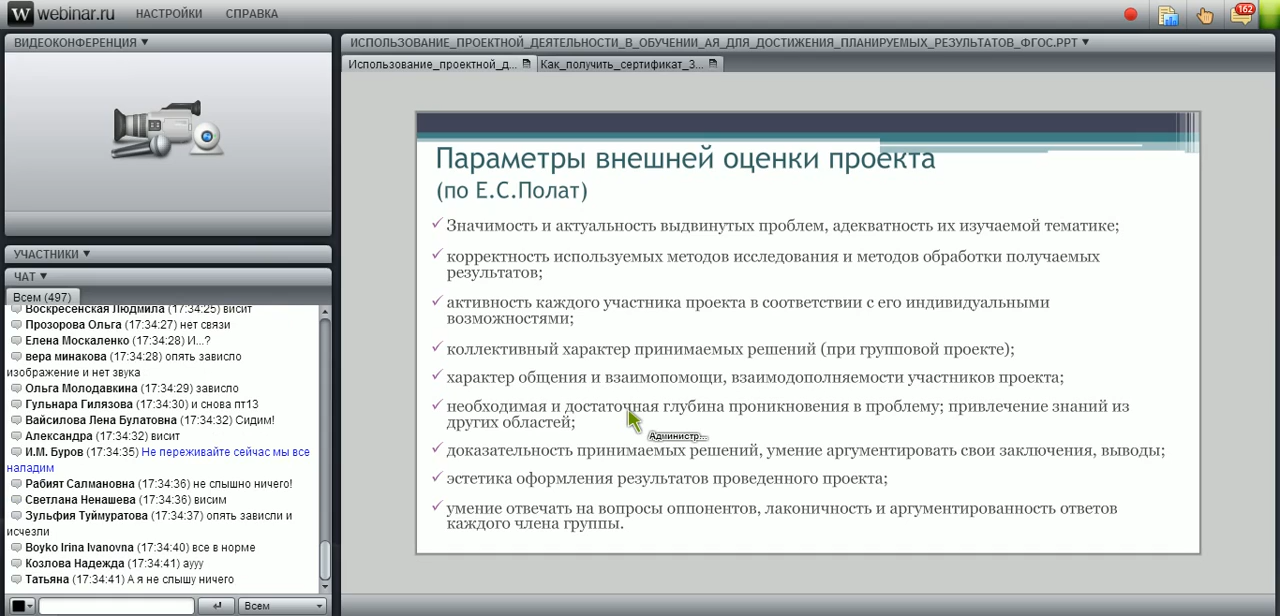 W webinar.ru НАСТРОЙКИ СПРАВКА
162
ВИДЕОКОНФЕРЕНЦИЯ
УЧАСТНИКИ
ЧАТ
Всем (497)
Воскресенская Людмила (17:34:25) висит
Прозорова Ольга (17:34:27) нет связи
Елена Москаленко (17:34:28) И...?
вера минакова (17:34:28) опять зависло
изображение и нет звука
Ольга Молодавкина (17:34:29) зависло
Гульнара Гилязова (17:34:30) и снова пт13
Вайсилова Лена Булатовна (17:34:32) Сидим!
Александра (17:34:32) висит
И.М. Буров (17:34:35) Не переживайте сейчас мы все
наладим
Рабият Салмановна (17:34:36) не слышно ничего!
Светлана Ненашева (17:34:36) висим
Зульфия Туймуратова (17:34:37) опять зависли и
исчезли
Boyko Irina Ivanovna (17:34:40) все в норме
Козлова Надежда (17:34:41) аууу
Татьяна (17:34:41) А я не слышу ничего
Всем
ИСПОЛЬЗОВАНИЕ_ПРОЕКТНОЙ_ДЕЯТЕЛЬНОСТИ_В_ОБУЧЕНИИ_АЯ_ДЛЯ_ДОСТИЖЕНИЯ_ПЛАНИРУЕМЫХ_РЕЗУЛЬТАТОВ_ФГОС.PPT
Использование_проектной_д... Как_получить_сертификат_З...
Параметры внешней оценки проекта
(по Е.С.Полат)
Значимость и актуальность выдвинутых проблем, адекватность их изучаемой тематике;
корректность используемых методов исследования и методов обработки получаемых
результатов;
активность каждого участника проекта в соответствии с его индивидуальными
возможностями;
коллективный характер принимаемых решений (при групповой проекте);
характер общения и взаимопомощи, взаимодополняемости участников проекта;
необходимая и достаточная глубина проникновения в проблему; привлечение знаний из
других областей;
Администр...
доказательность принимаемых решений, умение аргументировать свои заключения, выводы;
эстетика оформления результатов проведенного проекта;
умение отвечать на вопросы оппонентов, лаконичность и аргументированность ответов
каждого члена группы.